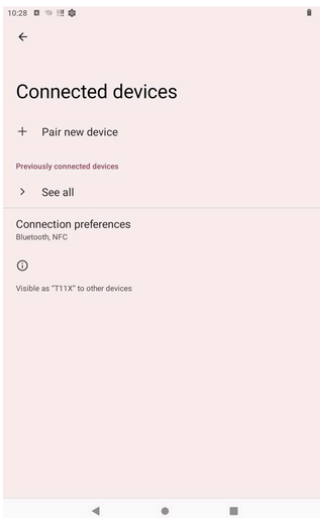 10:28
Connected devices
Pair new device
Previously connected devices
See all
Connection preferences
Bluetooth, NFC
Visible as "T11X" to other devices